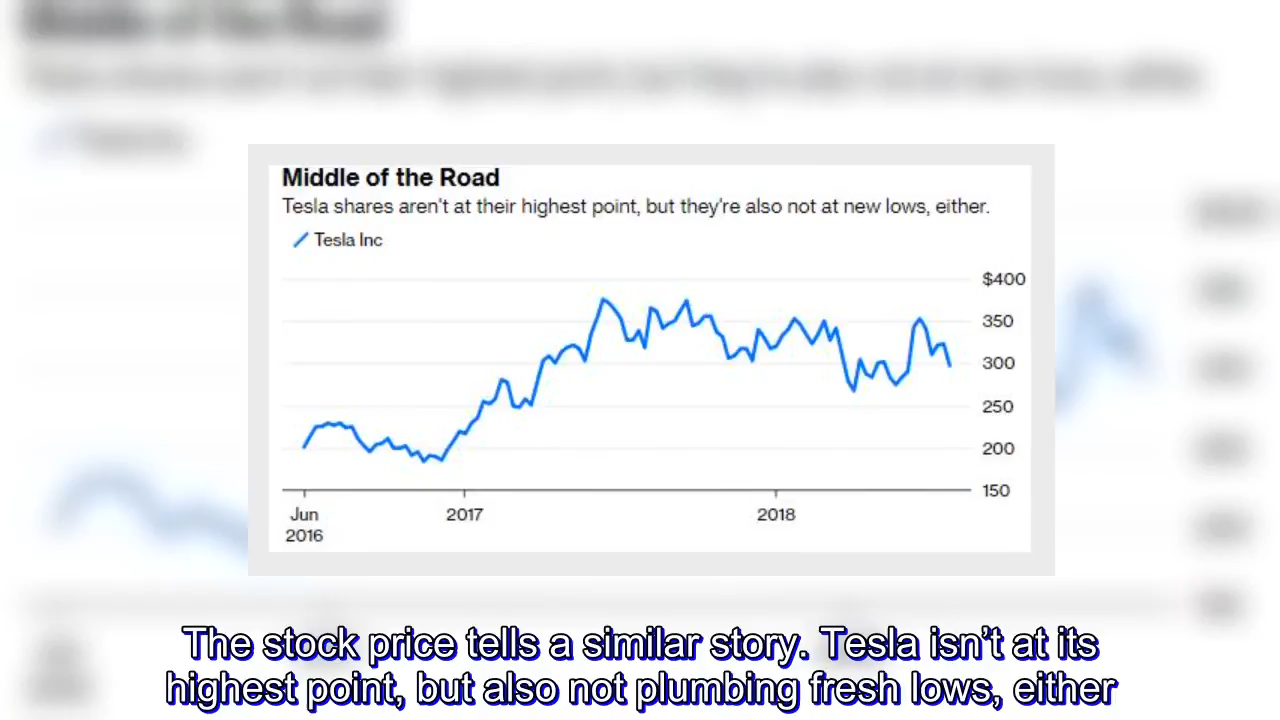 Middle of the Road
Tesla shares aren't at their highest point, but they're also not at new lows, either.
Tesla Inc
$400
350
300
250
200
150
Jun 2017 2018
2016
The stock price tells a similar story. Tesla isn't at its
highest point, but also not plumbing fresh lows, either